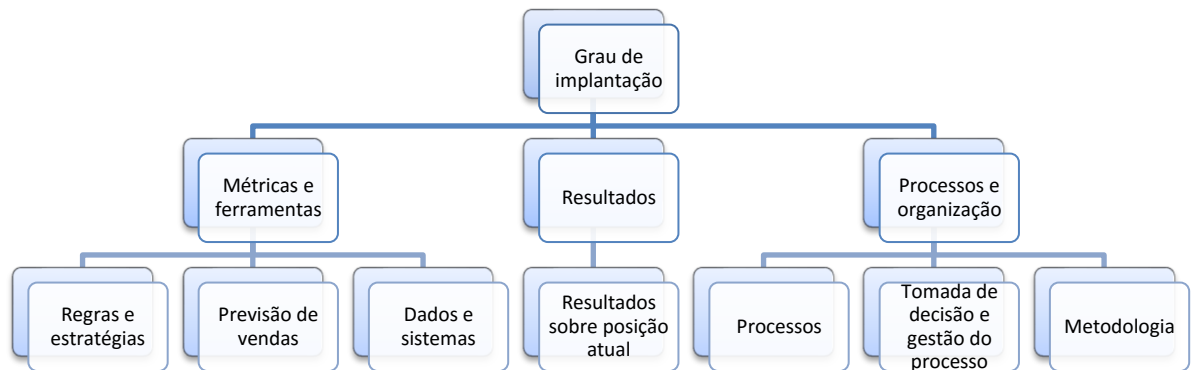 Grau de
implantação
Métricas e
ferramentas
Resultados
Processos e
organização
Regras e
estratégias
Previsão de
vendas
Dados e
sistemas
Resultados
sobre posição
atual
Processos
Tomada de
decisão e
gestão do
processo
Metodologia